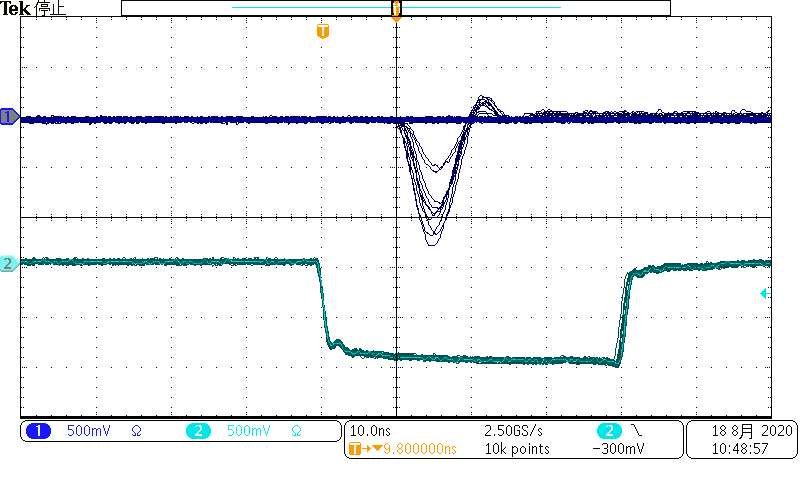 Tek 停止
T
T
1
2
1 500mV Ω 2 500mV Ω
10.0ns 2.50GS/s 2
T→▼9.800000ns 10k points −300mV
18 8月 2020
10:48:57